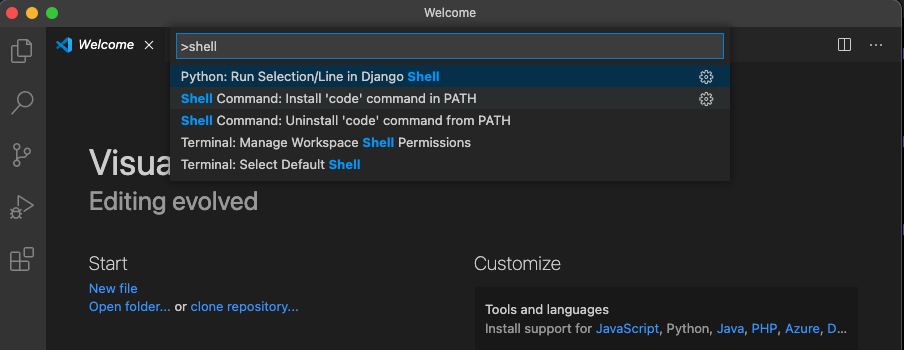 Welcome
Welcome
>shell
Python: Run Selection/Line in Django Shell
Shell Command: Install 'code' command in PATH
Shell Command: Uninstall 'code' command from PATH
Terminal: Manage Workspace Shell Permissions
Terminal: Select Default Shell
Visua
Editing evolved
Start
New file
Open folder... or clone repository...
Customize
Tools and languages
Install support for JavaScript, Python, Java, PHP, Azure, D...